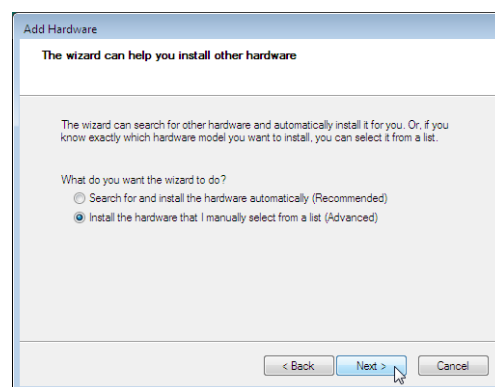 Add Hardware
The wizard can help you install other hardware
The wizard can search for other hardware and automatically install it for you. Or, if you
know exactly which hardware model you want to install, you can select it from a list.
What do you want the wizard to do?
Search for and install the hardware automatically (Recommended)
Install the hardware that I manually select from a list (Advanced)
< Back Next > Cancel